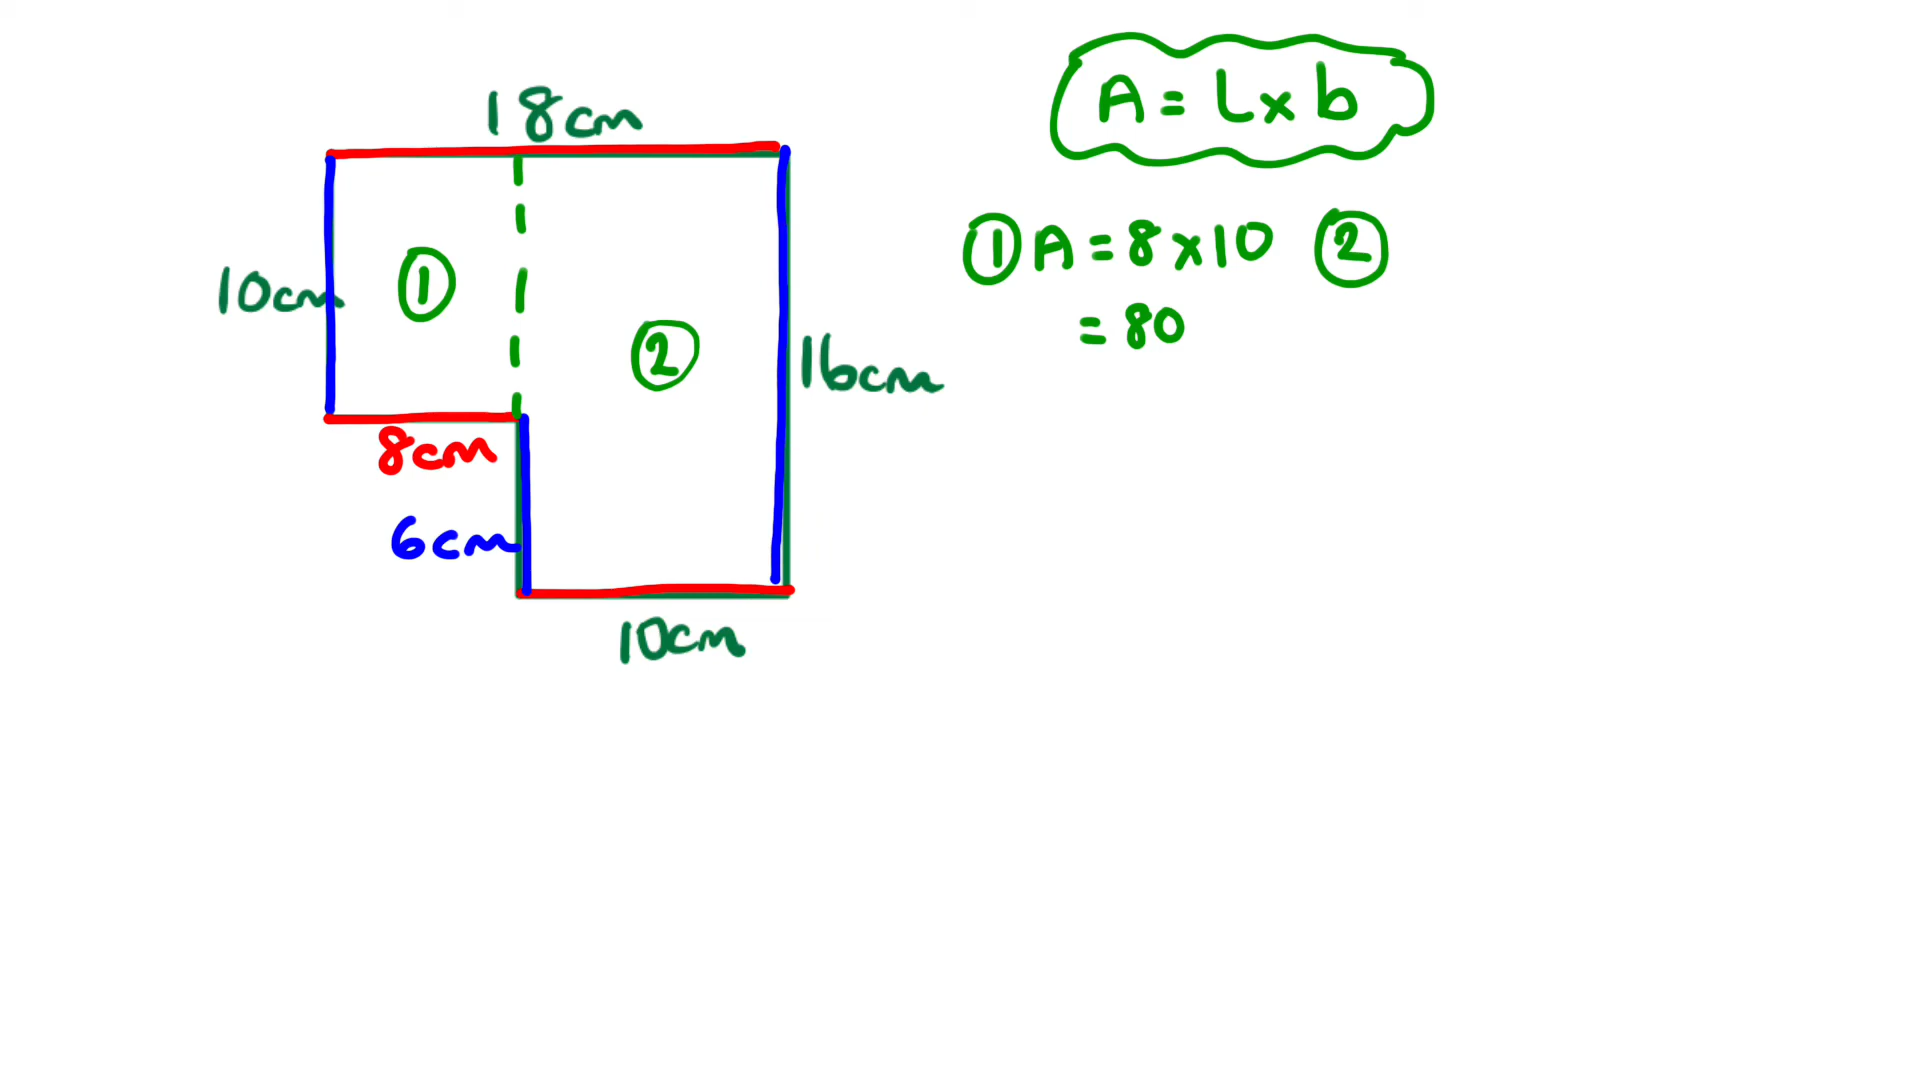 18cm
A = L x b
① A = 8 x 10 ②
= 80
10cm
①
②
16cm
8cm
6cm
10cm